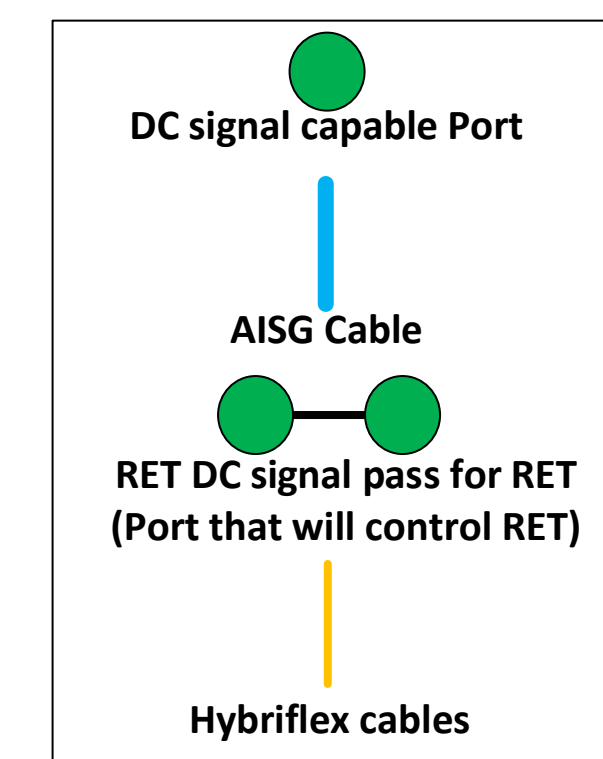 DC signal capable Port
AISG Cable
RET DC signal pass for RET
(Port that will control RET)
Hybriflex cables